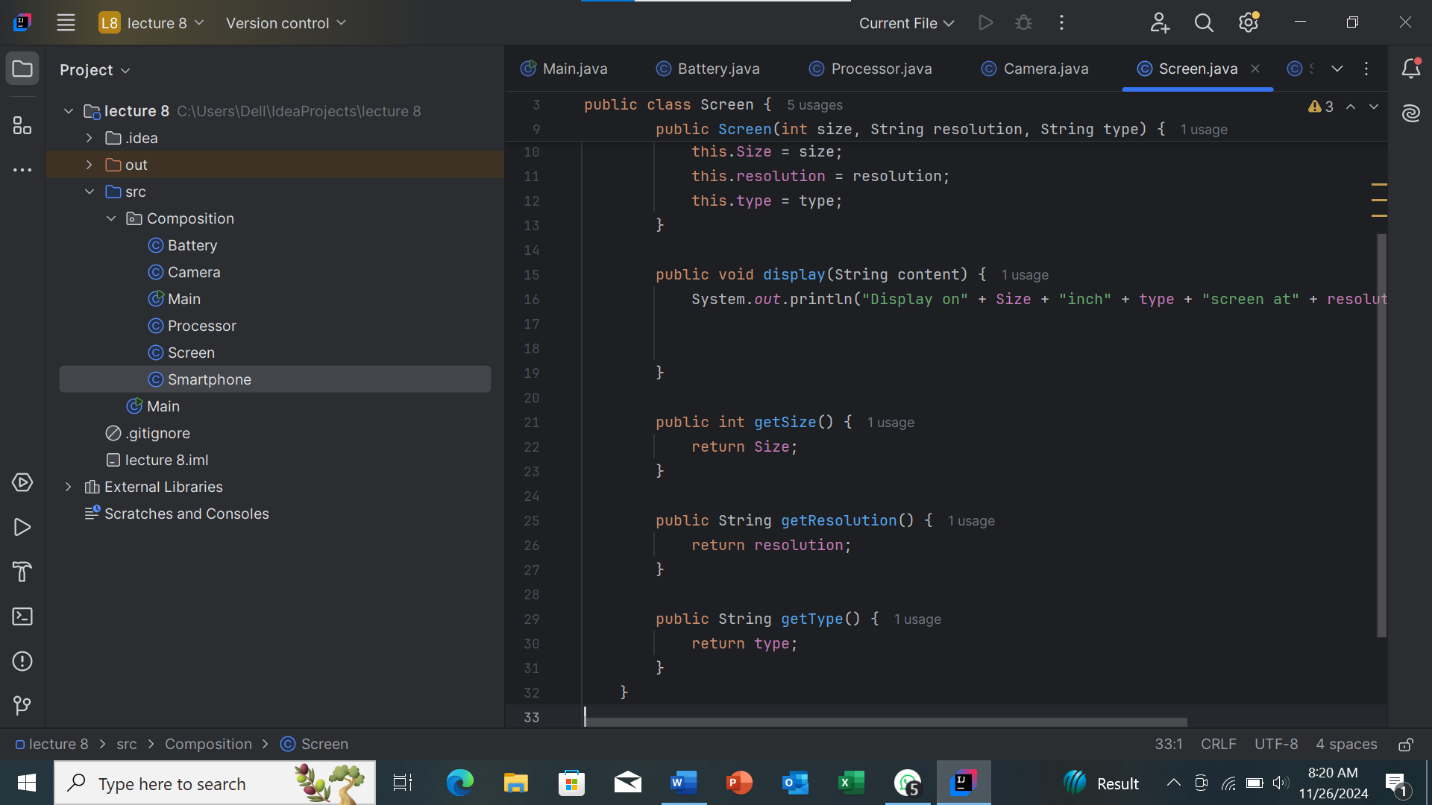 L8 lecture 8 Version control Current File
Project
lecture 8 C:\Users\Dell\IdeaProjects\lecture 8
.idea
out
src
Composition
Battery
Camera
Main
Processor
Screen
Smartphone
Main
.gitignore
lecture 8.iml
External Libraries
Scratches and Consoles
Main.java Battery.java Processor.java Camera.java Screen.java
3 public class Screen { 5 usages
3
9 public Screen(int size, String resolution, String type) { 1 usage
10 this.Size = size;
11 this.resolution = resolution;
12 this.type = type;
13 }
14
15 public void display(String content) { 1 usage
16 System.out.println("Display on" + Size + "inch" + type + "screen at" + resolut
17
18
19 }
20
21 public int getSize() { 1 usage
22 return Size;
23 }
24
25 public String getResolution() { 1 usage
26 return resolution;
27 }
28
29 public String getType() { 1 usage
30 return type;
31 }
32 }
33
lecture 8 > src > Composition > Screen 33:1 CRLF UTF-8 4 spaces
Type here to search
5
Result
8:20 AM
11/26/2024
1